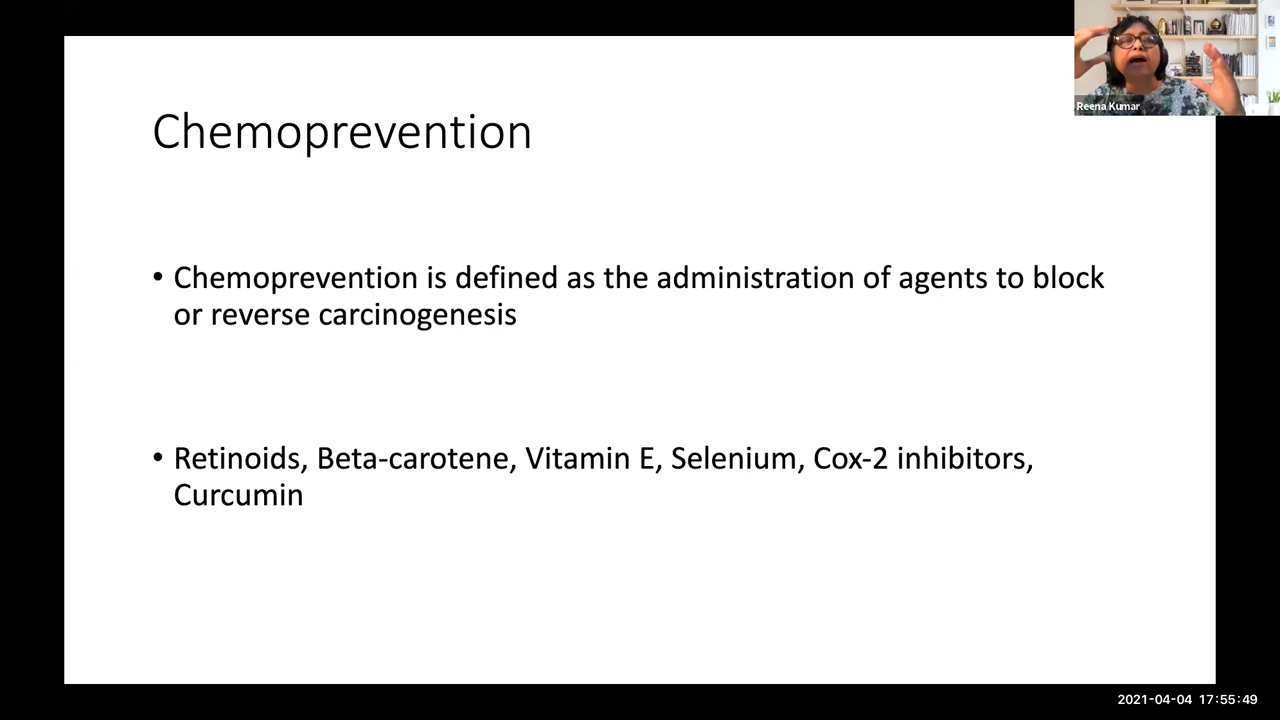 Chemoprevention
• Chemoprevention is defined as the administration of agents to block
or reverse carcinogenesis
• Retinoids, Beta-carotene, Vitamin E, Selenium, Cox-2 inhibitors,
Curcumin
Reena Kumar
2021-04-04 17:55:49